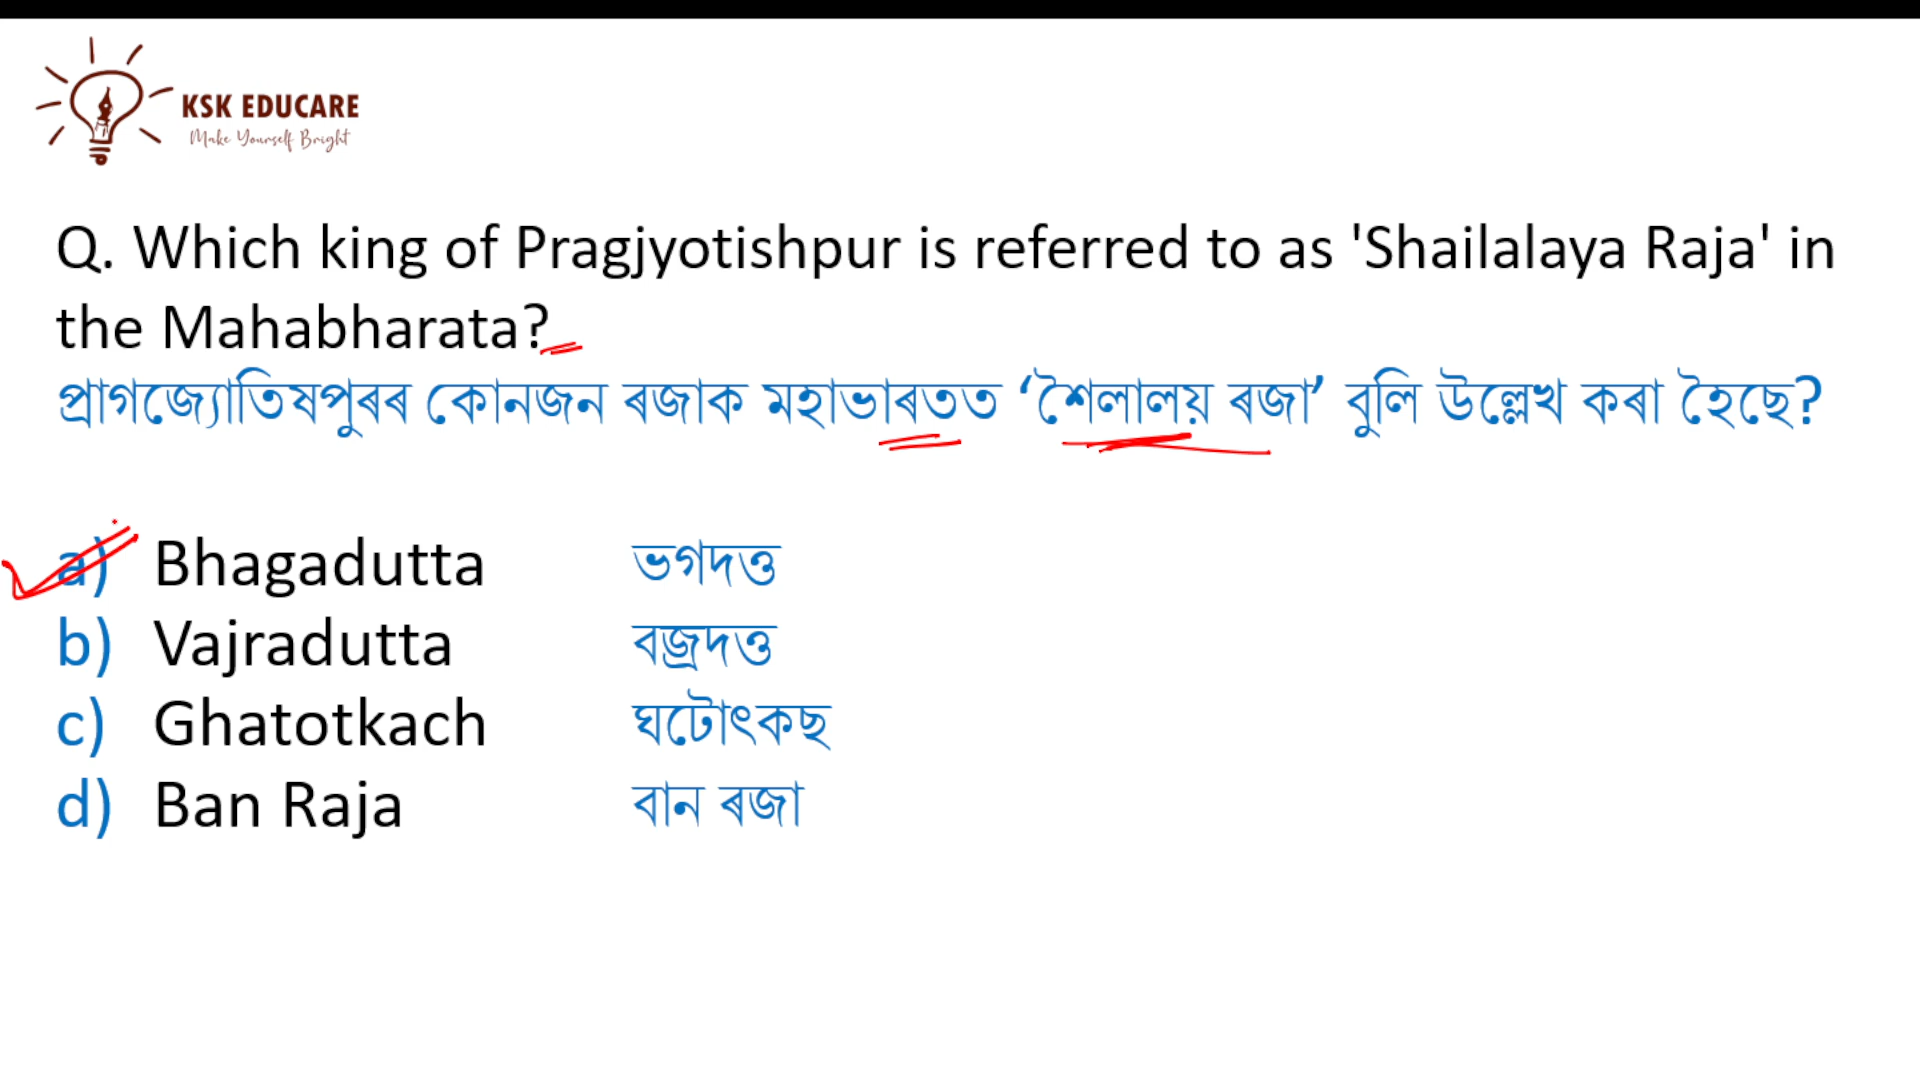 KSK EDUCARE
Make Yourself Bright
Q. Which king of Pragjyotishpur is referred to as 'Shailalaya Raja' in
the Mahabharata?
প্ৰাগজ্যোতিষপুৰৰ কোনজন ৰজাক মহাভাৰতত ‘শৈলালয় ৰজা’ বুলি উল্লেখ কৰা হৈছে?
a) Bhagadutta ভগদত্ত
b) Vajradutta বজ্ৰদত্ত
c) Ghatotkach ঘটোৎকছ
d) Ban Raja বান ৰজা